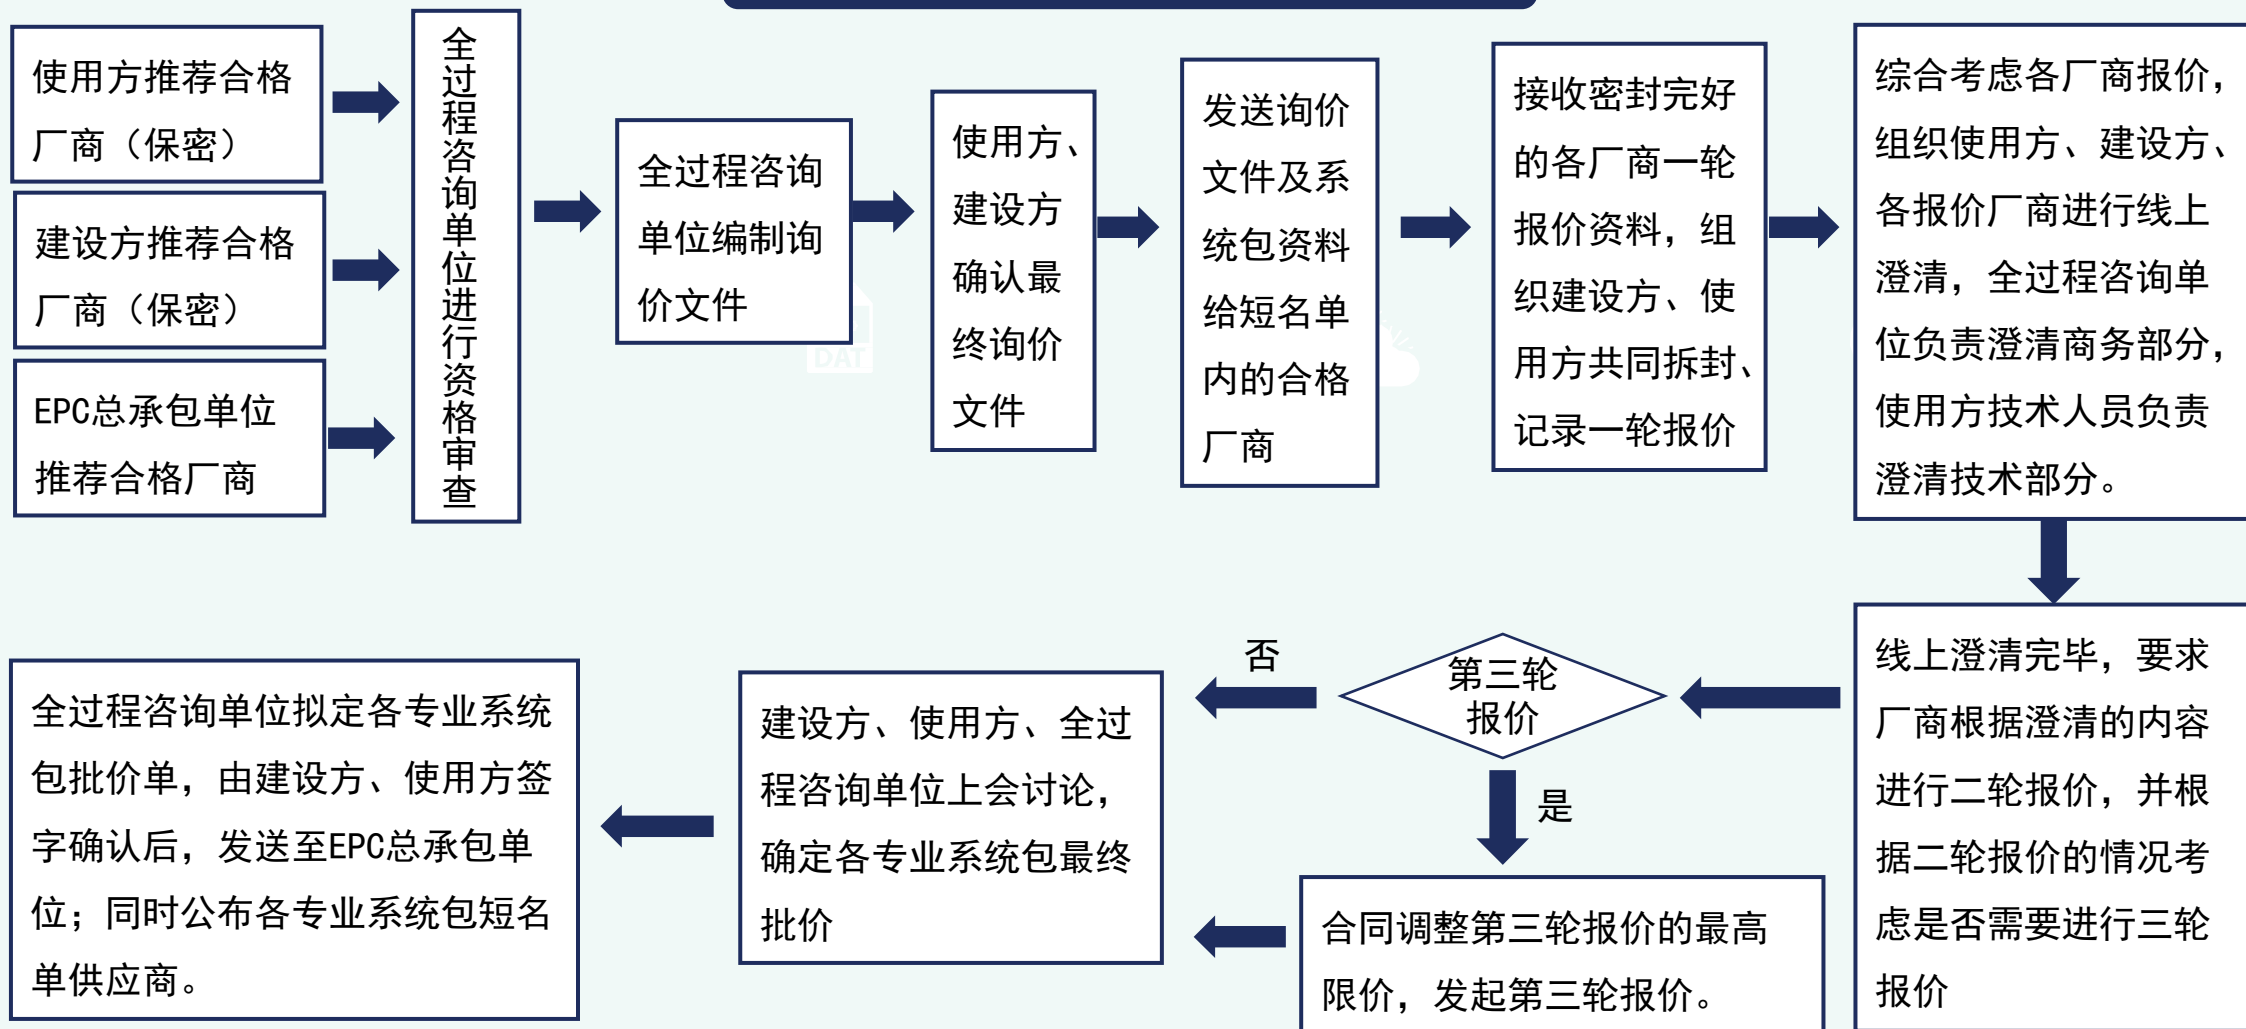 使用方推荐合格
厂商（保密）
建设方推荐合格
厂商（保密）
EPC总承包单位
推荐合格厂商
全过程咨询单位进行资格审查
全过程咨询
单位编制询
价文件
使用方、
建设方
确认最
终询价
文件
发送询价
文件及系
统包资料
给短名单
内的合格
厂商
接收密封完好
的各厂商一轮
报价资料，组
织建设方、使
用方共同拆封、
记录一轮报价
综合考虑各厂商报价，
组织使用方、建设方、
各报价厂商进行线上
澄清，全过程咨询单
位负责澄清商务部分，
使用方技术人员负责
澄清技术部分。
线上澄清完毕，要求
厂商根据澄清的内容
进行二轮报价，并根
据二轮报价的情况考
虑是否需要进行三轮
报价
第三轮
报价
否
是
合同调整第三轮报价的最高
限价，发起第三轮报价。
建设方、使用方、全过
程咨询单位上会讨论，
确定各专业系统包最终
批价
全过程咨询单位拟定各专业系统
包批价单，由建设方、使用方签
字确认后，发送至EPC总承包单
位；同时公布各专业系统包短名
单供应商。
DAT